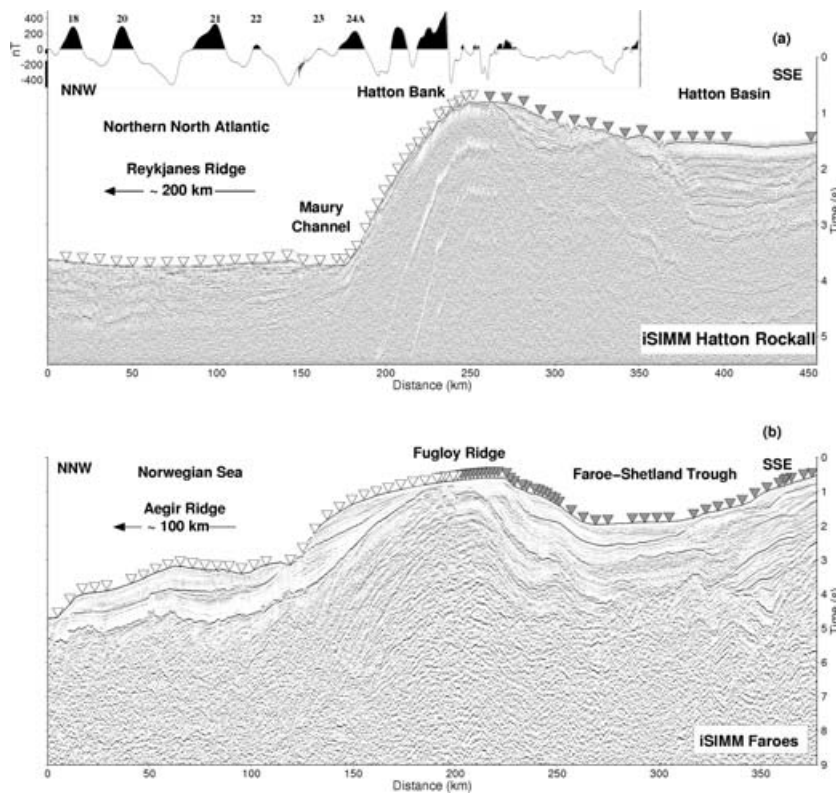 18 20 21 22 23 24A
400
200
0
-200
-400
nT
(a)
NNW Hatton Bank SSE
Hatton Basin
Northern North Atlantic
Reykjanes Ridge
~ 200 km
Maury
Channel
0
1
2
3
4
5
Time (s)
iSIMM Hatton Rockall
0 50 100 150 200 250 300 350 400 450
Distance (km)
(b)
Fugloy Ridge
NNW Norwegian Sea Faroe-Shetland Trough SSE
Aegir Ridge
~ 100 km
0
1
2
3
4
5
6
7
8
9
Time (s)
iSIMM Faroes
0 50 100 150 200 250 300 350
Distance (km)